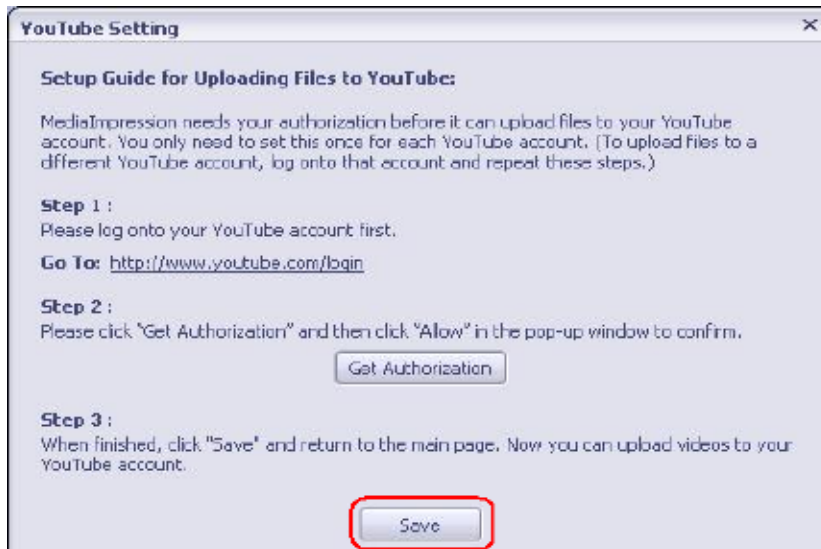 YouTube Setting
Setup Guide for Uploading Files to YouTube:
MediaImpression needs your authorization before it can upload files to your YouTube
account. You only need to set this once for each YouTube account. (To upload files to a
different YouTube account, log onto that account and repeat these steps.)
Step 1 :
Please log onto your YouTube account first.
Go To: http://www.youtube.com/login
Step 2 :
Please click "Get Authorization" and then click "Allow" in the pop-up window to confirm.
Get Authorization
Step 3 :
When finished, click "Save" and return to the main page. Now you can upload videos to your
YouTube account.
Save